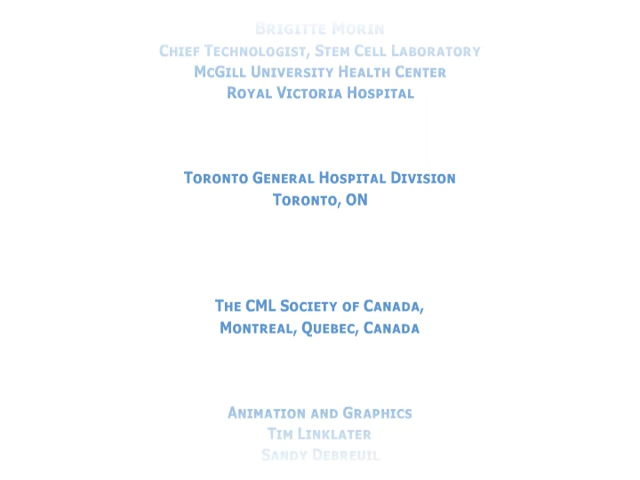 Brigitte Morin
Chief Technologist, Stem Cell Laboratory
McGill University Health Center
Royal Victoria Hospital
Toronto General Hospital Division
Toronto, ON
The CML Society of Canada,
Montreal, Quebec, Canada
Animation and Graphics
Tim Linklater
Sandy Debreuil